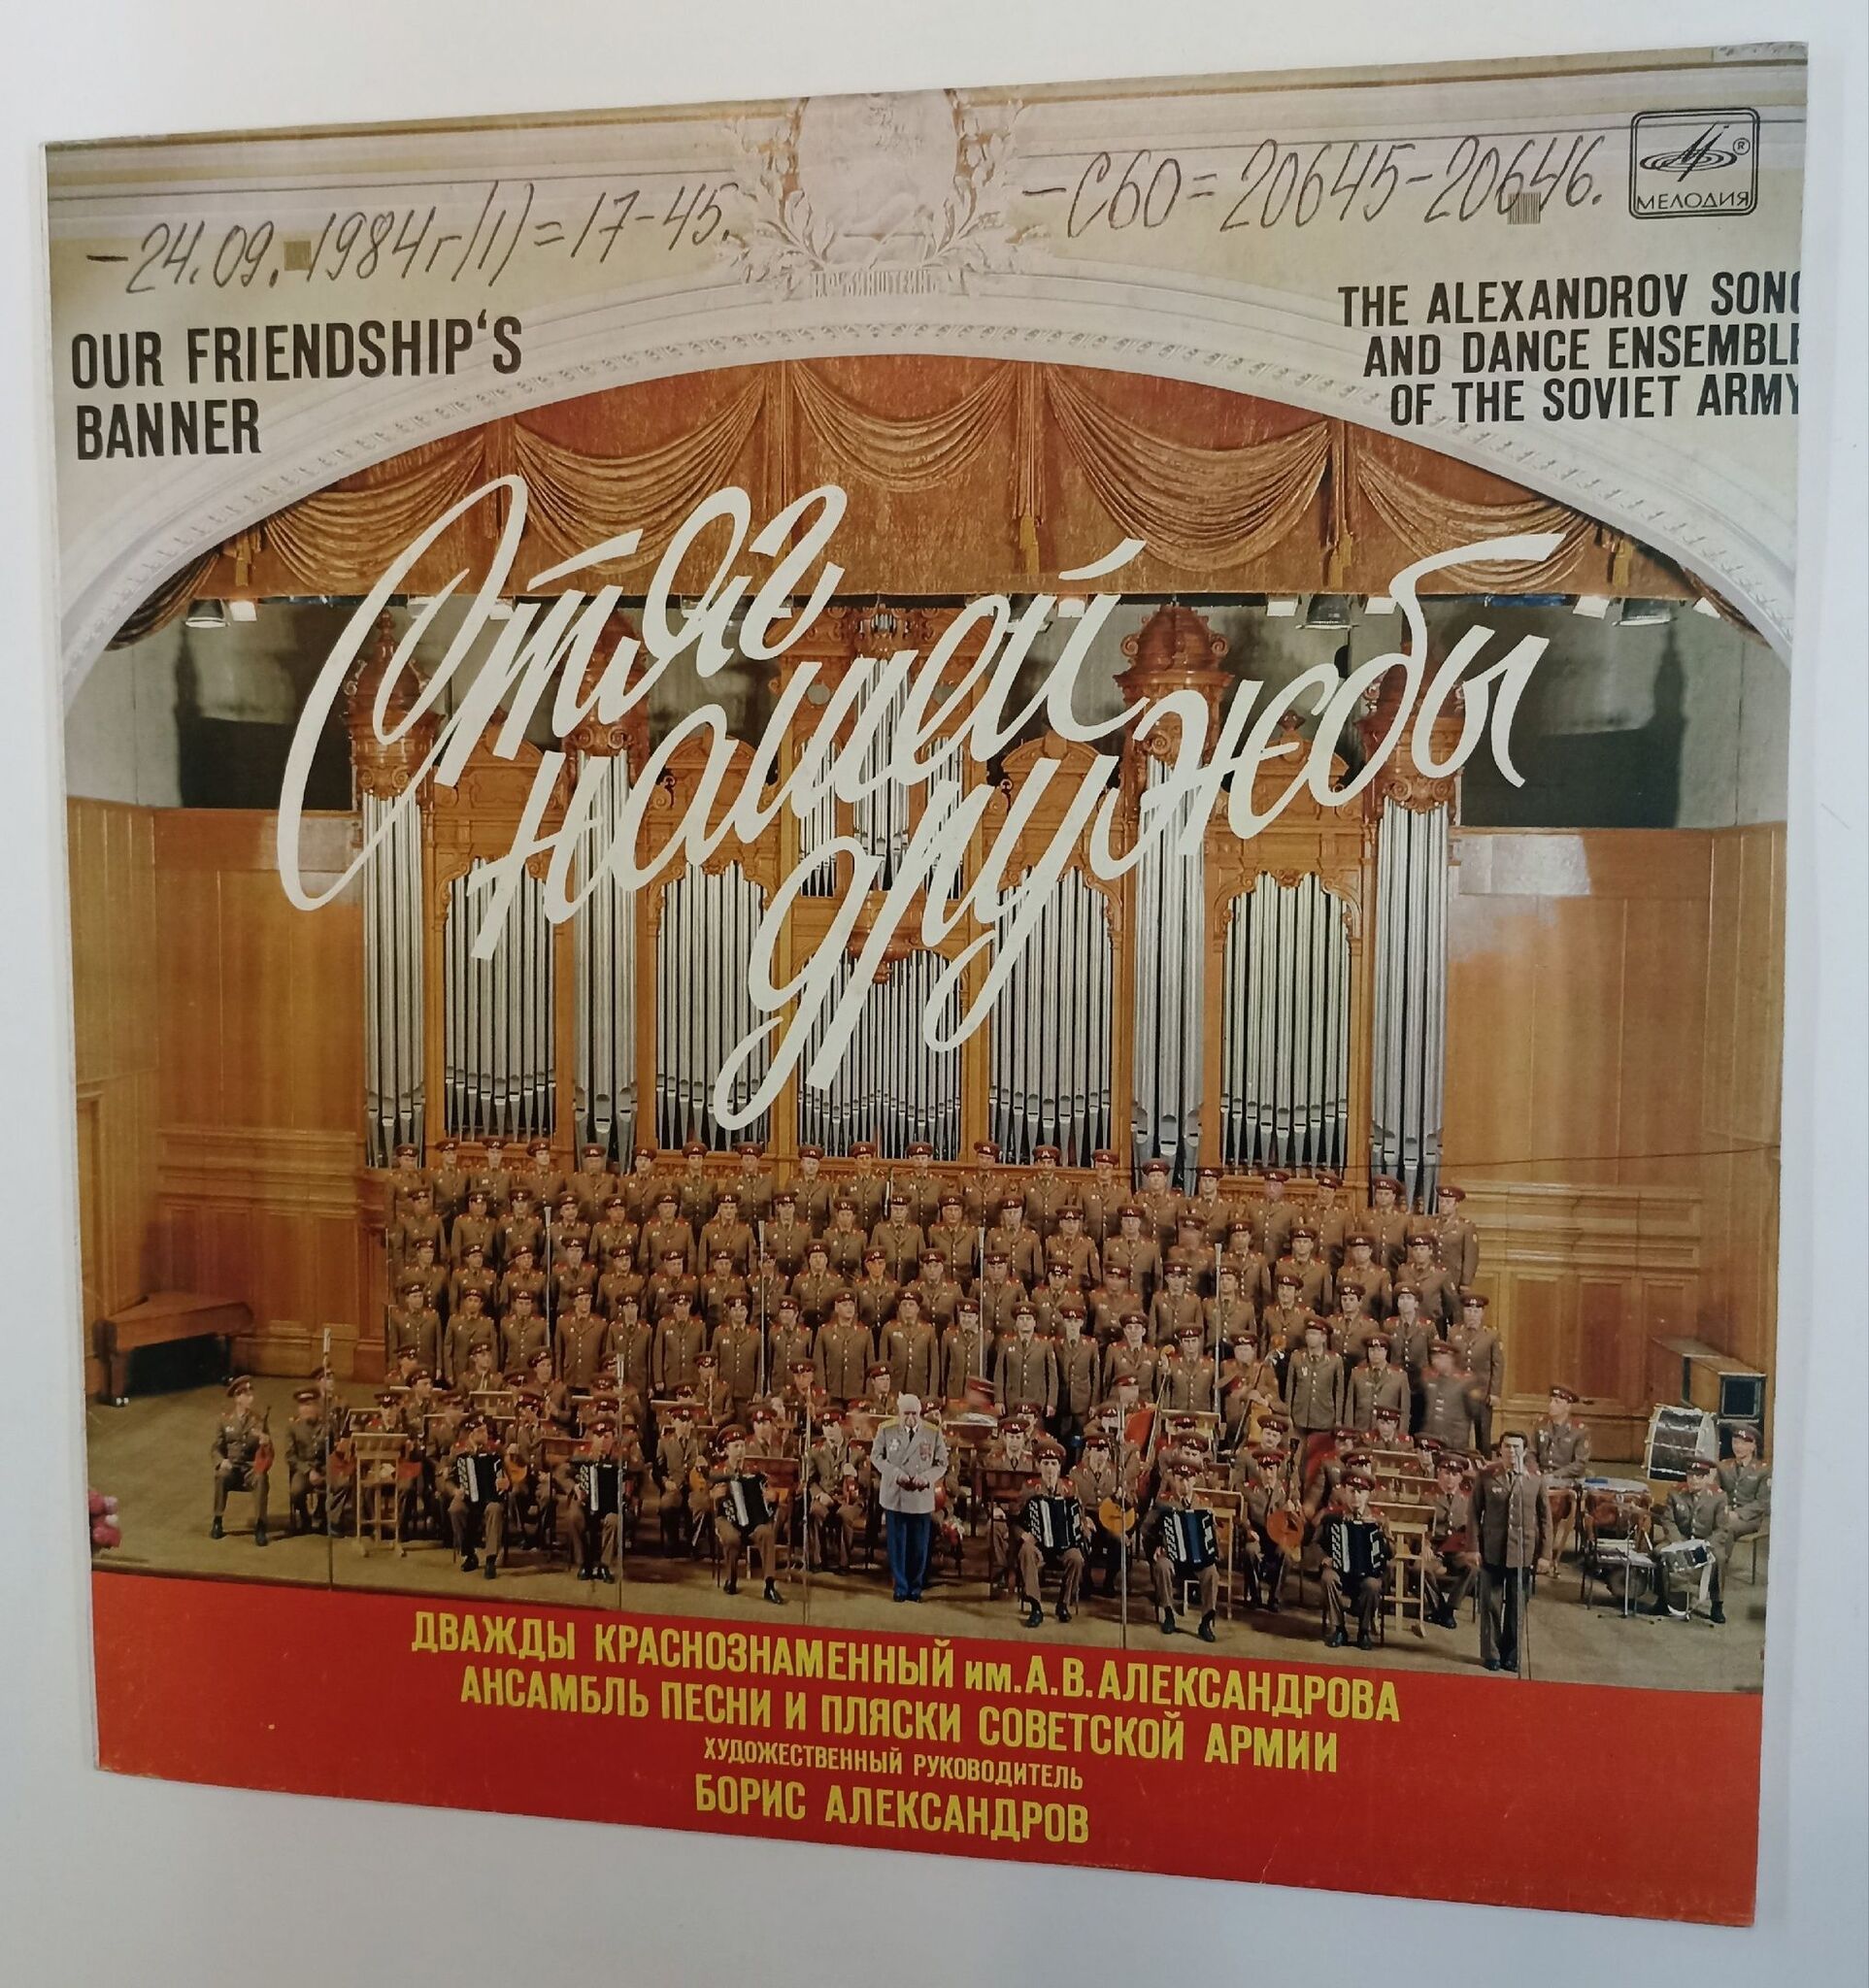 -24.09.1984г(1)=17-45.
-С60=20645-20646.
МЕЛОДИЯ
OUR FRIENDSHIP'S
BANNER
THE ALEXANDROV SONG
AND DANCE ENSEMBLE
OF THE SOVIET ARMY
Стяг
нашей
дружбы
ДВАЖДЫ КРАСНОЗНАМЕННЫЙ им. А.В.АЛЕКСАНДРОВА
АНСАМБЛЬ ПЕСНИ И ПЛЯСКИ СОВЕТСКОЙ АРМИИ
ХУДОЖЕСТВЕННЫЙ РУКОВОДИТЕЛЬ
БОРИС АЛЕКСАНДРОВ